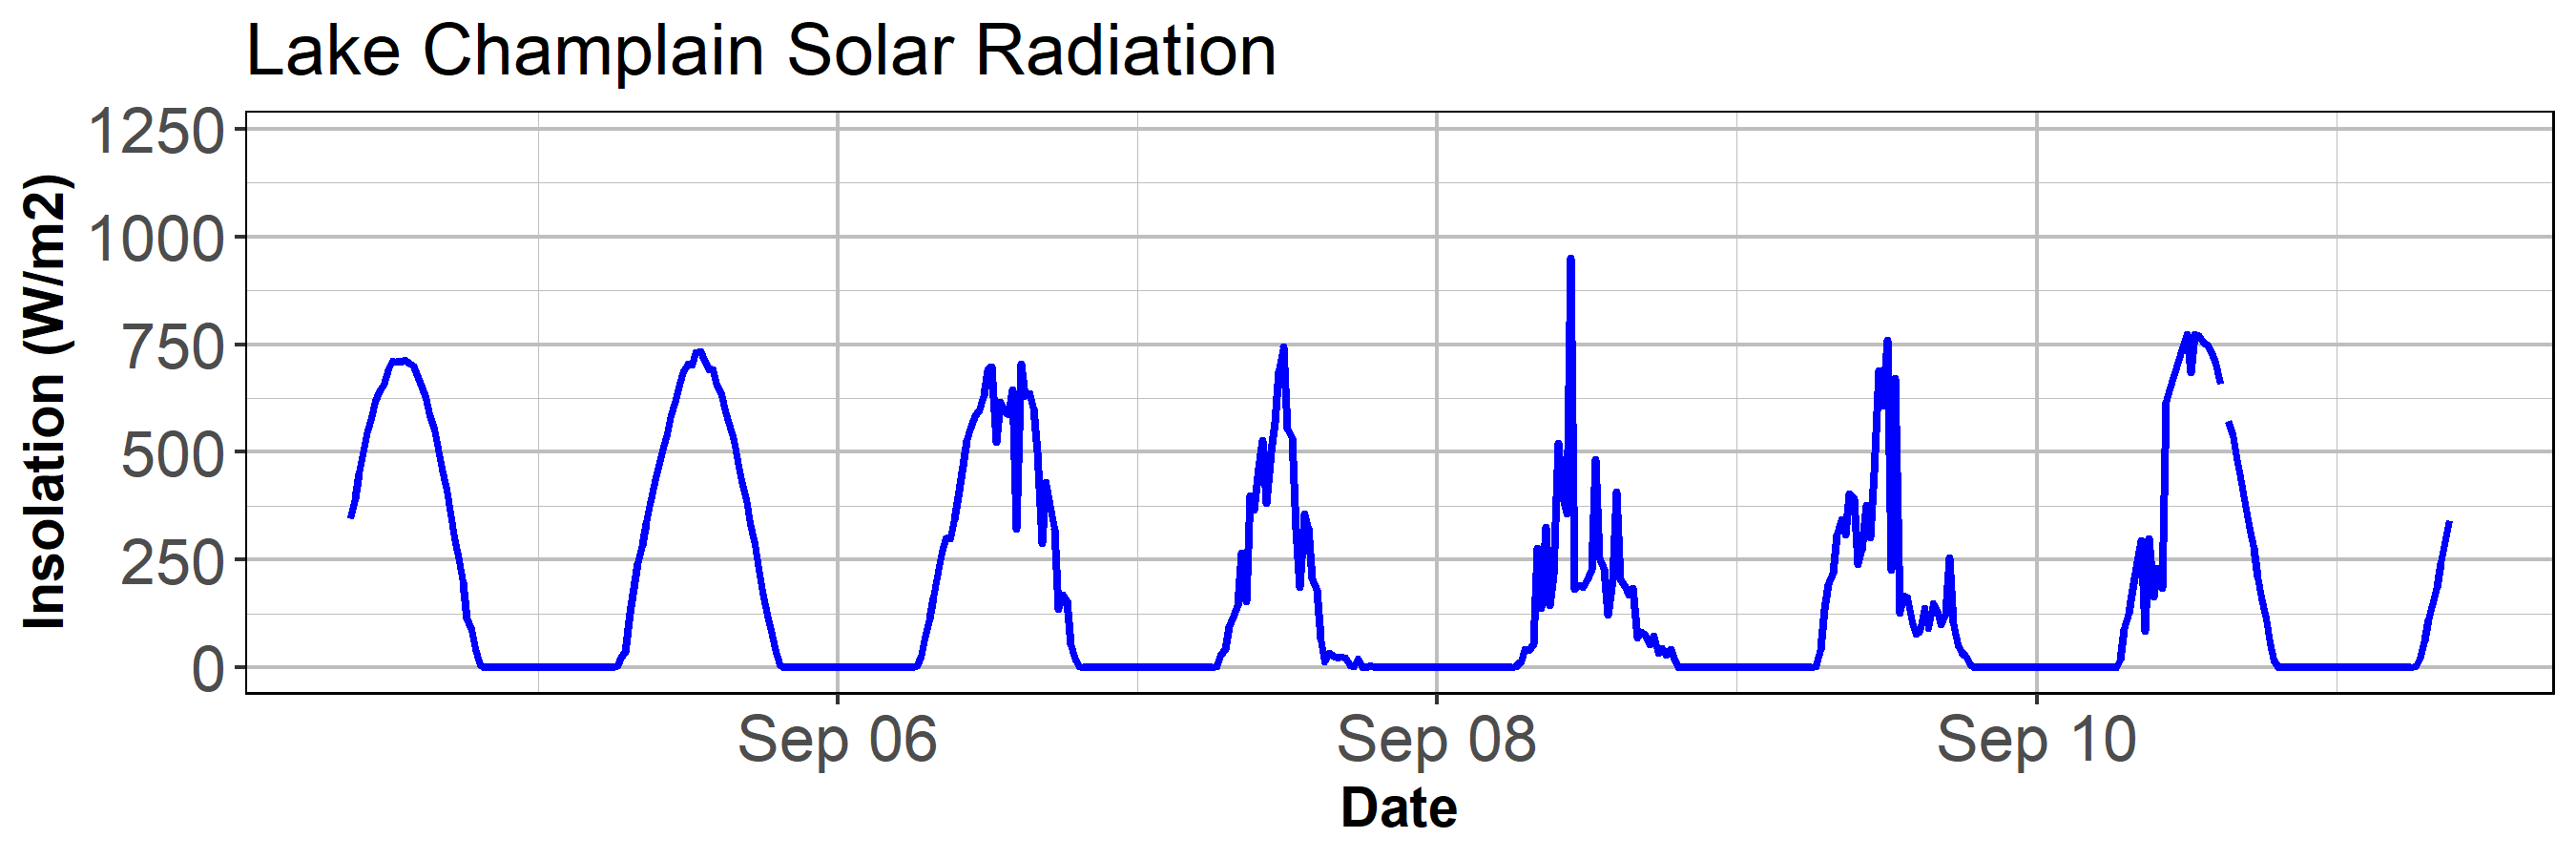 Lake Champlain Solar Radiation
1250
1000
750
500
250
0
Insolation (W/m2)
Sep 06
Sep 08
Sep 10
Date